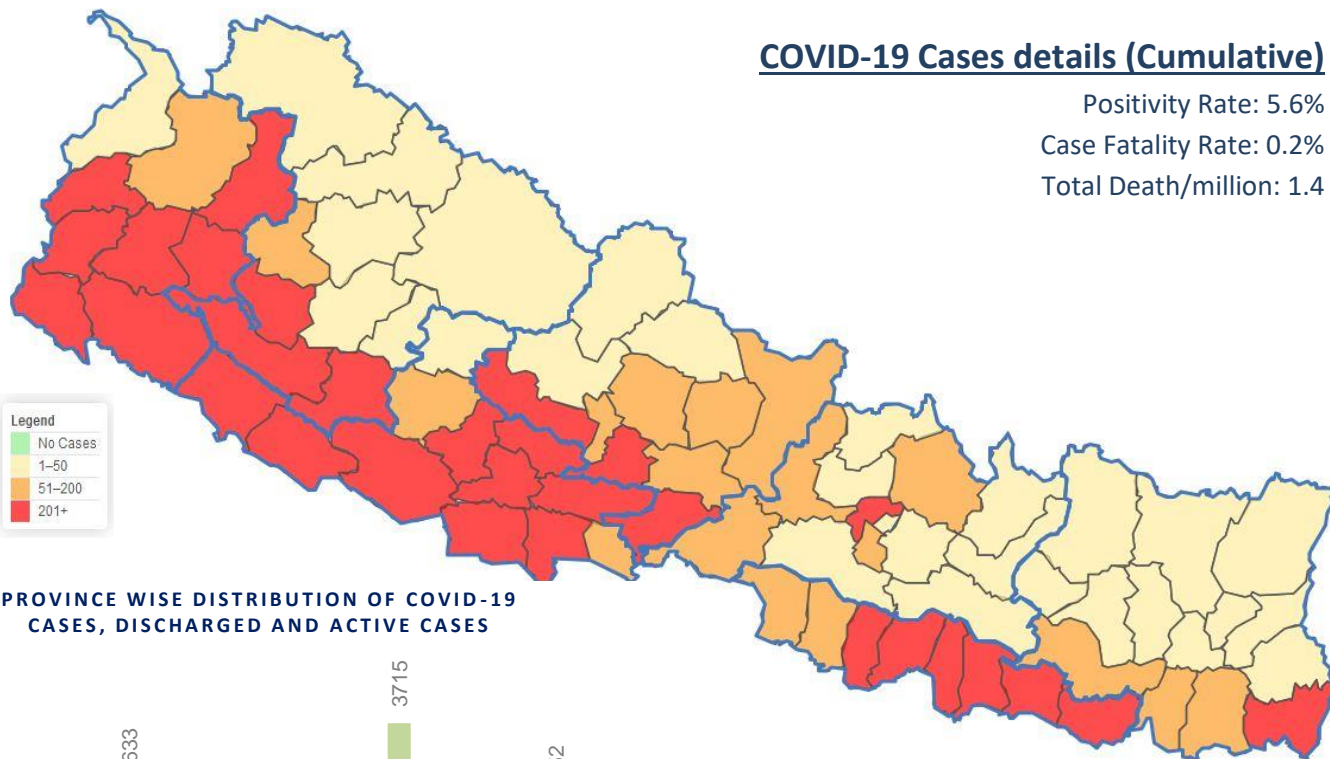 COVID-19 Cases details (Cumulative)
Positivity Rate: 5.6%
Case Fatality Rate: 0.2%
Total Death/million: 1.4
Legend
No Cases
1–50
51–200
201+
PROVINCE WISE DISTRIBUTION OF COVID-19
CASES, DISCHARGED AND ACTIVE CASES
3715